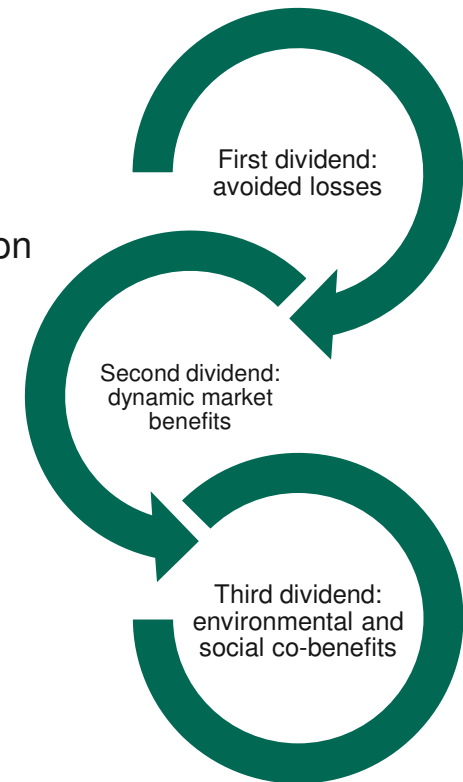 First dividend:
avoided losses
on
Second dividend:
dynamic market
benefits
Third dividend:
environmental and
social co-benefits